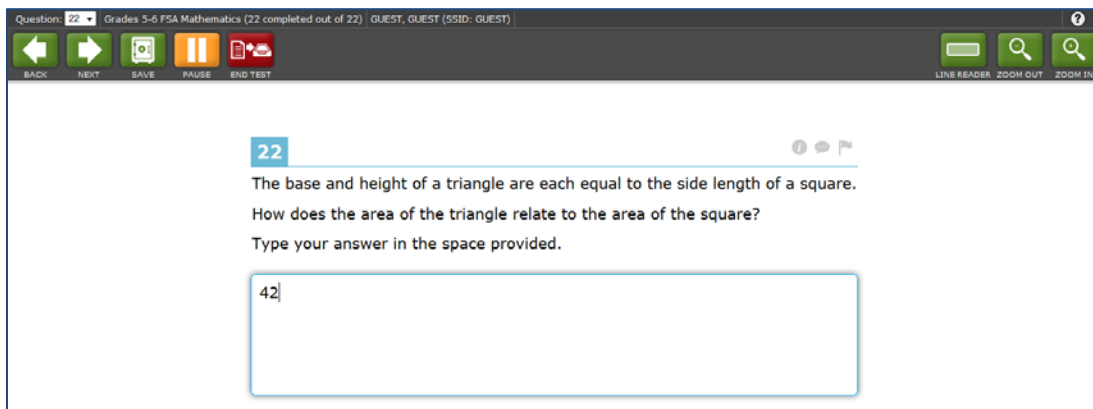 Question: 22 Grades 5-6 FSA Mathematics (22 completed out of 22) GUEST, GUEST (SSID: GUEST)
BACK NEXT SAVE PAUSE END TEST LINE READER ZOOM OUT ZOOM IN
22
The base and height of a triangle are each equal to the side length of a square.
How does the area of the triangle relate to the area of the square?
Type your answer in the space provided.
42